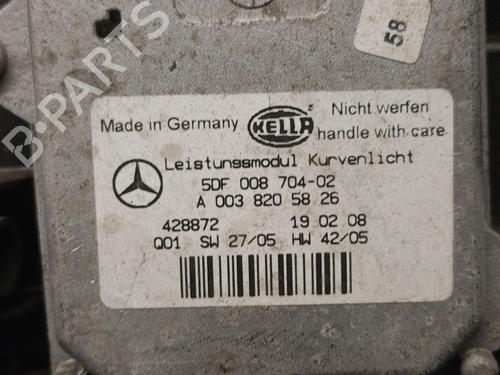 B-PARTS
58
Made in Germany HELLA Nicht werfen
handle with care
Leistungsmodul Kurvenlicht
5DF 008 704-02
A 003 820 58 26
428872 19 02 08
Q01 SW 27/05 HW 42/05